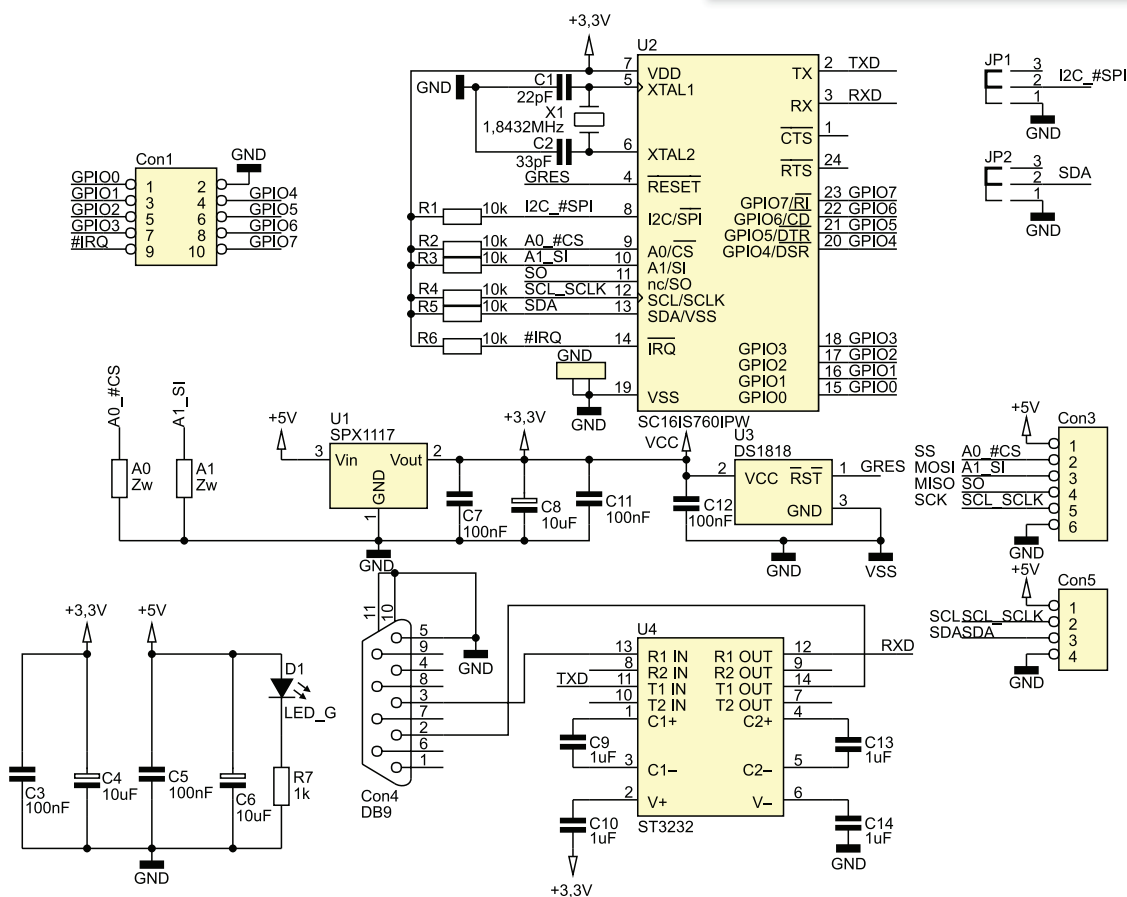 +3,3V
U2
7 VDD
5 XTAL1
GND
C1
22pF
X1
1,8432MHz
C2
33pF
6 XTAL2
GRES 4 RESET
R1 10k I2C_#SPI 8 I2C/SPI
R2 10k A0_#CS 9 A0/CS
R3 10k A1_SI 10 A1/SI
SO 11 nc/SO
R4 10k SCL_SCLK 12 SCL/SCLK
R5 10k SDA 13 SDA/VSS
R6 10k #IRQ 14 IRQ
GND
19 VSS
GND
TX 2 TXD
RX 3 RXD
CTS 1
RTS 24
GPIO7/RI 23 GPIO7
GPIO6/CD 22 GPIO6
GPIO5/DTR 21 GPIO5
GPIO4/DSR 20 GPIO4
GPIO3 18 GPIO3
GPIO2 17 GPIO2
GPIO1 16 GPIO1
GPIO0 15 GPIO0
SC16IS760IPW
JP1
3
2 I2C_#SPI
1
GND
JP2
3
2 SDA
1
GND
Con1
GND
GPIO0 1 2
GPIO1 3 4 GPIO4
GPIO2 5 6 GPIO5
GPIO3 7 8 GPIO6
#IRQ 9 10 GPIO7
A0_#CS
A1_SI
A0
Zw
A1
Zw
+5V
U1
SPX1117
3 Vin Vout 2
GND
1
GND
+3,3V
C7
100nF
C8
10uF
C11
100nF
VCC
U3
DS1818
2 VCC RST 1 GRES
GND 3
C12
100nF
GND
VSS
+5V
Con3
1
SS A0_#CS 2
MOSI A1_SI 3
MISO SO 4
SCK SCL_SCLK 5
6
GND
+5V
Con5
1
SCL SCL_SCLK 2
SDA SDA 3
4
GND
+3,3V
+5V
D1
LED_G
C3
100nF
C4
10uF
C5
100nF
C6
10uF
R7
1k
GND
11
10
5
9
4
8
3
7
2
6
1
GND
Con4
DB9
U4
13 R1 IN R1 OUT 12 RXD
8 R2 IN R2 OUT 9
TXD 11 T1 IN T1 OUT 14
10 T2 IN T2 OUT 7
1 C1+ C2+ 4
C9
1uF
C13
1uF
3 C1– C2– 5
2 V+ V– 6
C10
1uF
C14
1uF
ST3232
GND
+3,3V